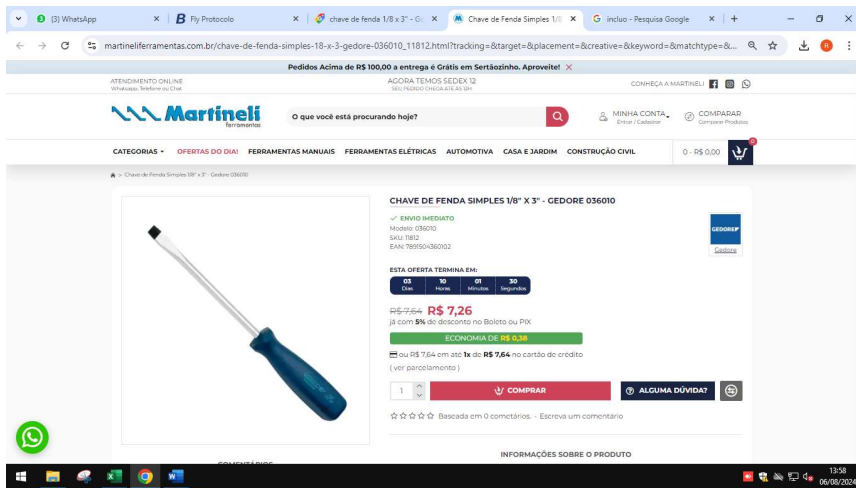 (3) WhatsApp
Fly Protocolo
chave de fenda 1/8 x 3" - Go
Chave de Fenda Simples 1/8
incluo - Pesquisa Google
martineliferramentas.com.br/chave-de-fenda-simples-18-x-3-gedore-036010_11812.html?tracking=&target=&placement=&creative=&keyword=&matchtype=&...
Pedidos Acima de R$ 100,00 a entrega é Grátis em Sertãozinho. Aproveite!
ATENDIMENTO ONLINE
Whatsapp, Telefone ou Chat
AGORA TEMOS SEDEX 12
SEU PEDIDO CHEGA ATÉ ÀS 12H
CONHEÇA A MARTINELI
Martineli
ferramentas
O que você está procurando hoje?
MINHA CONTA
Entrar / Cadastrar
COMPARAR
Comparar Produtos
CATEGORIAS
OFERTAS DO DIA!
FERRAMENTAS MANUAIS
FERRAMENTAS ELÉTRICAS
AUTOMOTIVA
CASA E JARDIM
CONSTRUÇÃO CIVIL
0 - R$ 0,00
0
> Chave de Fenda Simples 1/8" x 3" - Gedore 036010
CHAVE DE FENDA SIMPLES 1/8" X 3" - GEDORE 036010
ENVIO IMEDIATO
Modelo: 036010
SKU: 11812
EAN: 7891504360102
GEDORE
Gedore
ESTA OFERTA TERMINA EM:
03 10 01 30
Dias Horas Minutos Segundos
R$ 7,64 R$ 7,26
já com 5% de desconto no Boleto ou PIX
ECONOMIA DE R$ 0,38
ou R$ 7,64 em até 1x de R$ 7,64 no cartão de crédito
( ver parcelamento )
1
COMPRAR
ALGUMA DÚVIDA?
Baseada em 0 cometários. - Escreva um comentário
INFORMAÇÕES SOBRE O PRODUTO
COMENTÁRIOS
13:58
06/08/2024